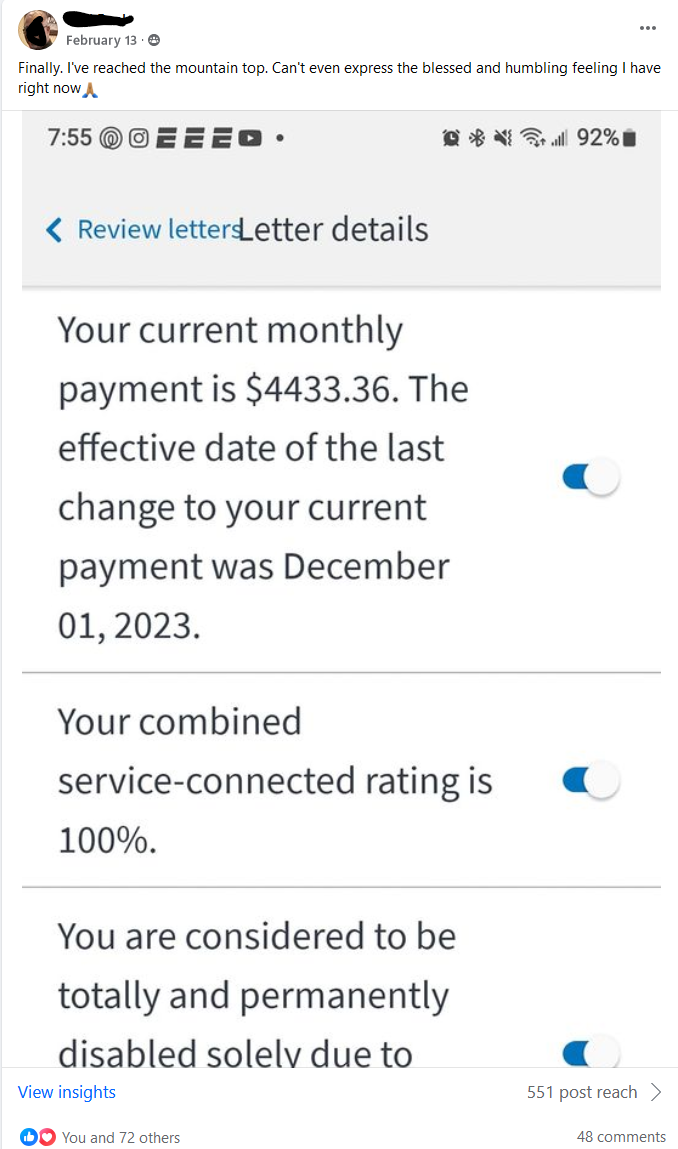 February 13 ·
Finally. I've reached the mountain top. Can't even express the blessed and humbling feeling I have
right now🙏🏽
7:55
92%
Review letters Letter details
Your current monthly
payment is $4433.36. The
effective date of the last
change to your current
payment was December
01, 2023.
Your combined
service-connected rating is
100%.
You are considered to be
totally and permanently
disabled solely due to
View insights
551 post reach
You and 72 others
48 comments